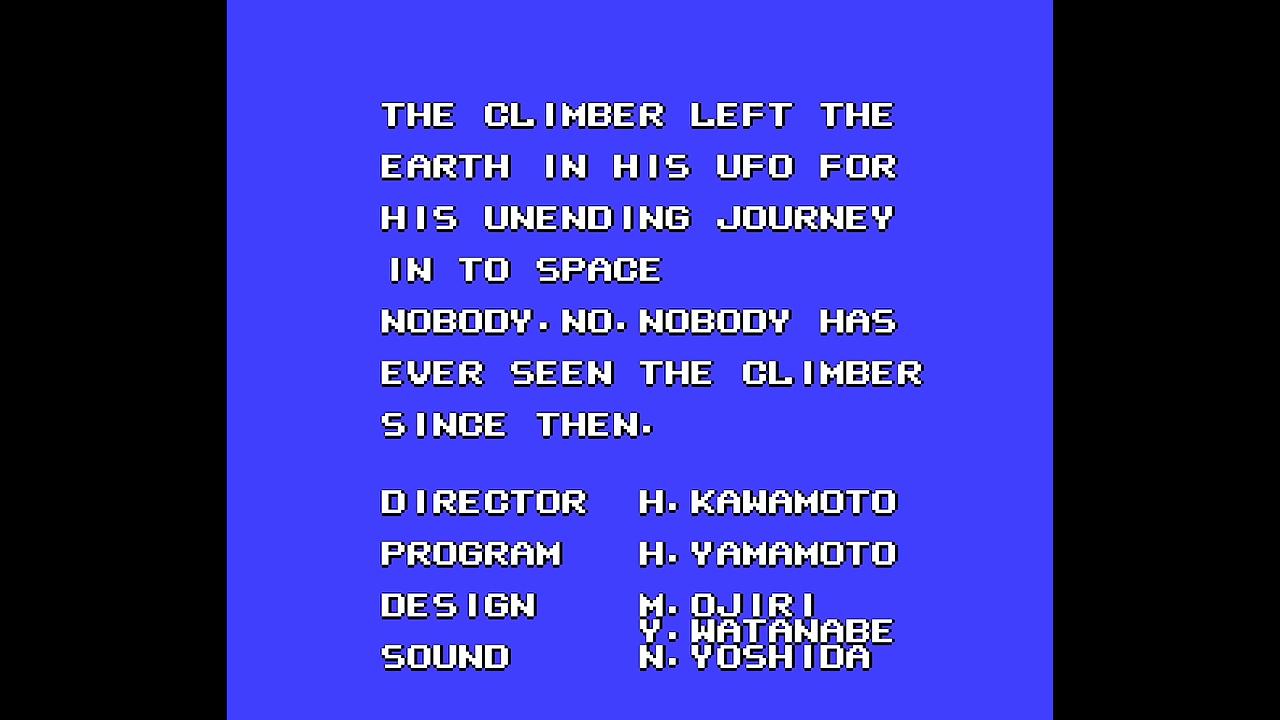 THE CLIMBER LEFT THE
EARTH IN HIS UFO FOR
HIS UNENDING JOURNEY
IN TO SPACE
NOBODY.NO.NOBODY HAS
EVER SEEN THE CLIMBER
SINCE THEN.
DIRECTOR H.KAWAMOTO
PROGRAM H.YAMAMOTO
DESIGN M.OJIRI
Y.WATANABE
SOUND N.YOSHIDA